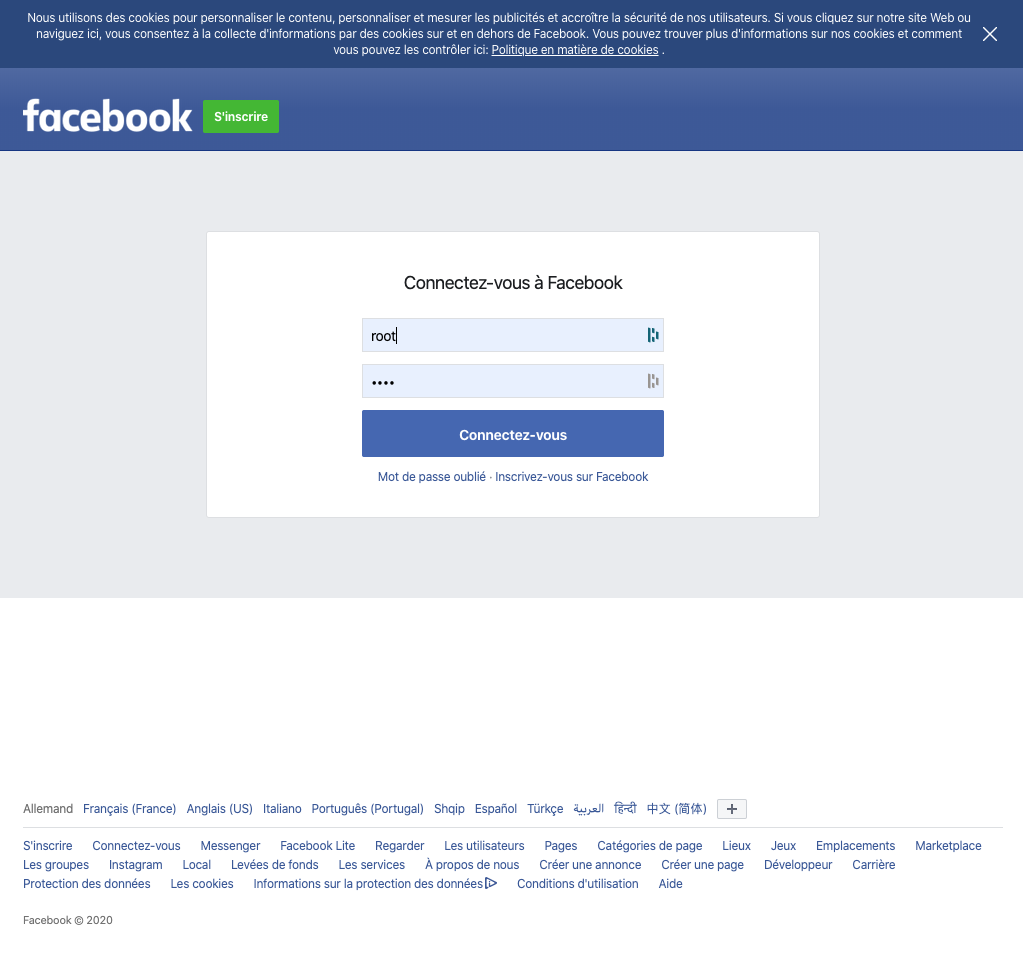 Nous utilisons des cookies pour personnaliser le contenu, personnaliser et mesurer les publicités et accroître la sécurité de nos utilisateurs. Si vous cliquez sur notre site Web ou
naviguez ici, vous consentez à la collecte d'informations par des cookies sur et en dehors de Facebook. Vous pouvez trouver plus d'informations sur nos cookies et comment
vous pouvez les contrôler ici: Politique en matière de cookies .
facebook S'inscrire
Connectez-vous à Facebook
root
••••
Connectez-vous
Mot de passe oublié · Inscrivez-vous sur Facebook
Allemand Français (France) Anglais (US) Italiano Português (Portugal) Shqip Español Türkçe العربية हिन्दी 中文 (简体)
S'inscrire Connectez-vous Messenger Facebook Lite Regarder Les utilisateurs Pages Catégories de page Lieux Jeux Emplacements Marketplace
Les groupes Instagram Local Levées de fonds Les services À propos de nous Créer une annonce Créer une page Développeur Carrière
Protection des données Les cookies Informations sur la protection des données Conditions d'utilisation Aide
Facebook © 2020